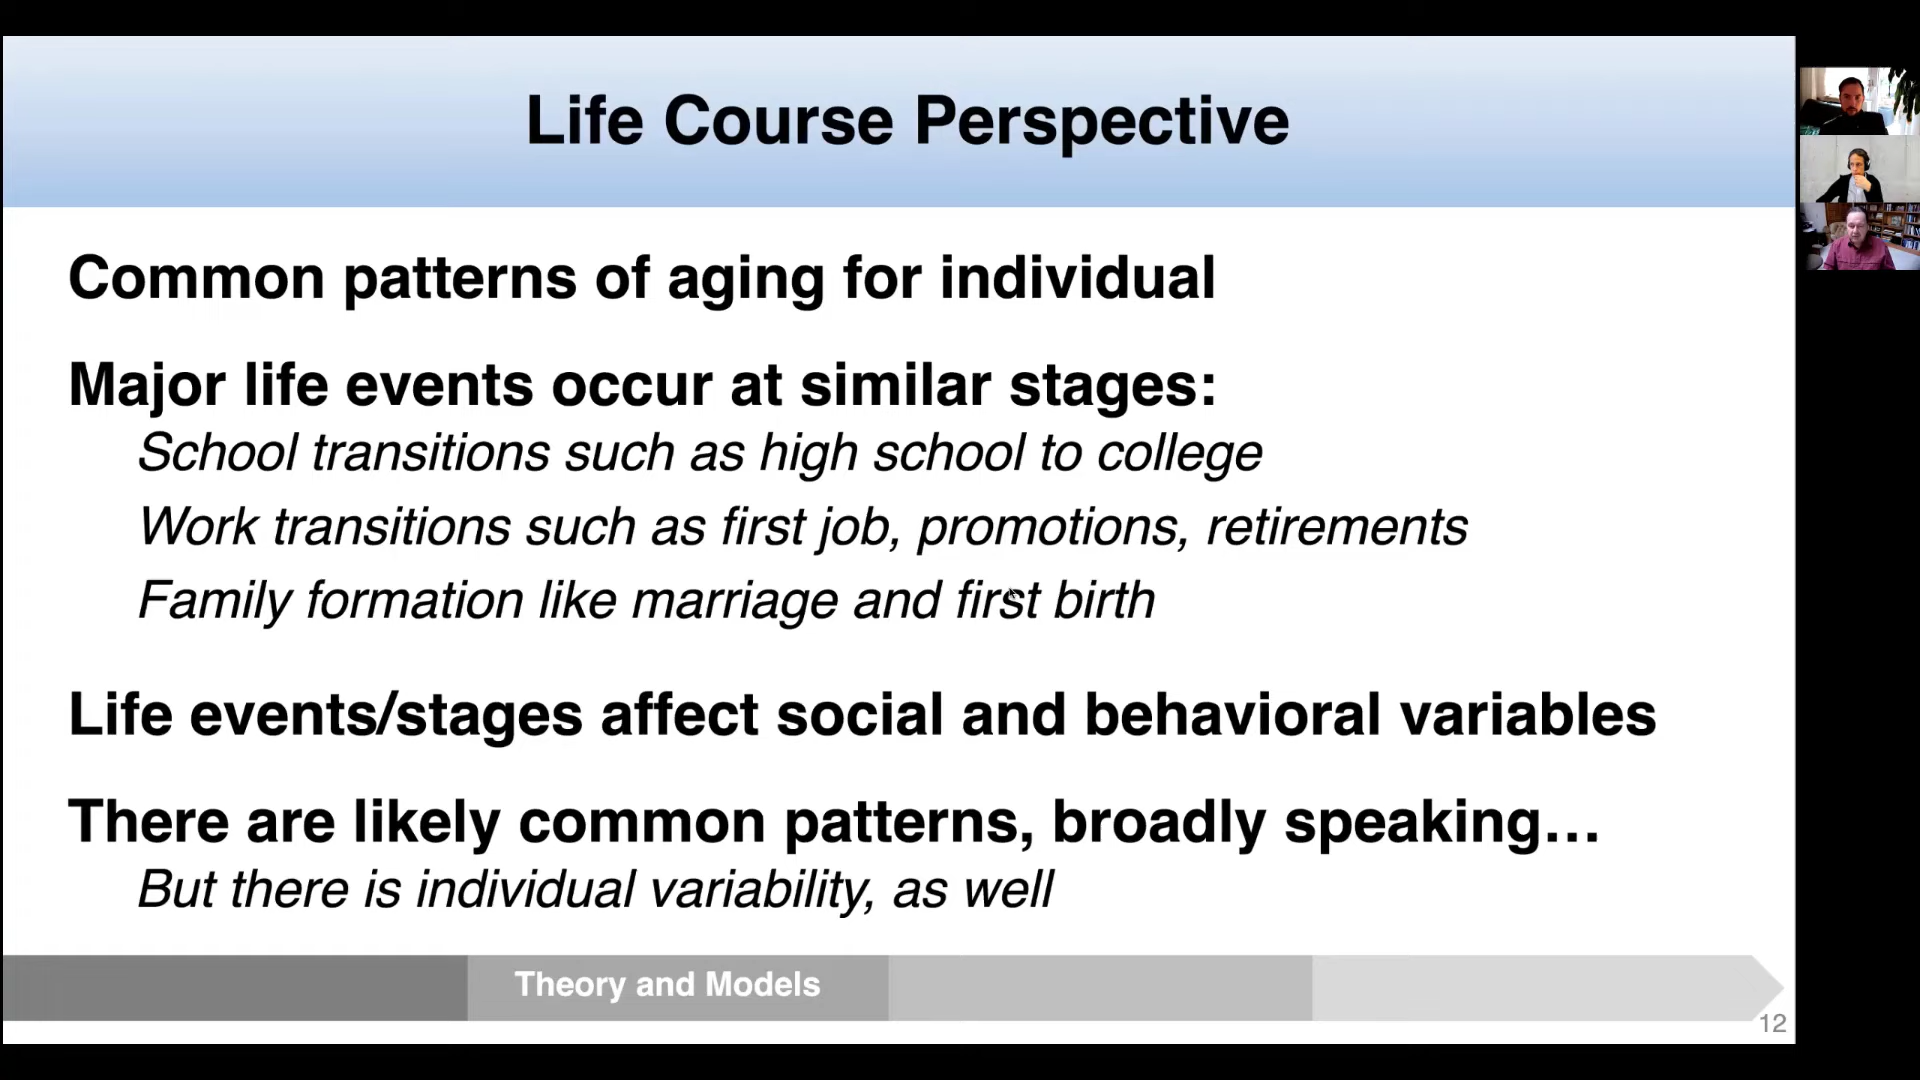 Life Course Perspective
Common patterns of aging for individual
Major life events occur at similar stages:
School transitions such as high school to college
Work transitions such as first job, promotions, retirements
Family formation like marriage and first birth
Life events/stages affect social and behavioral variables
There are likely common patterns, broadly speaking…
But there is individual variability, as well
Theory and Models
12